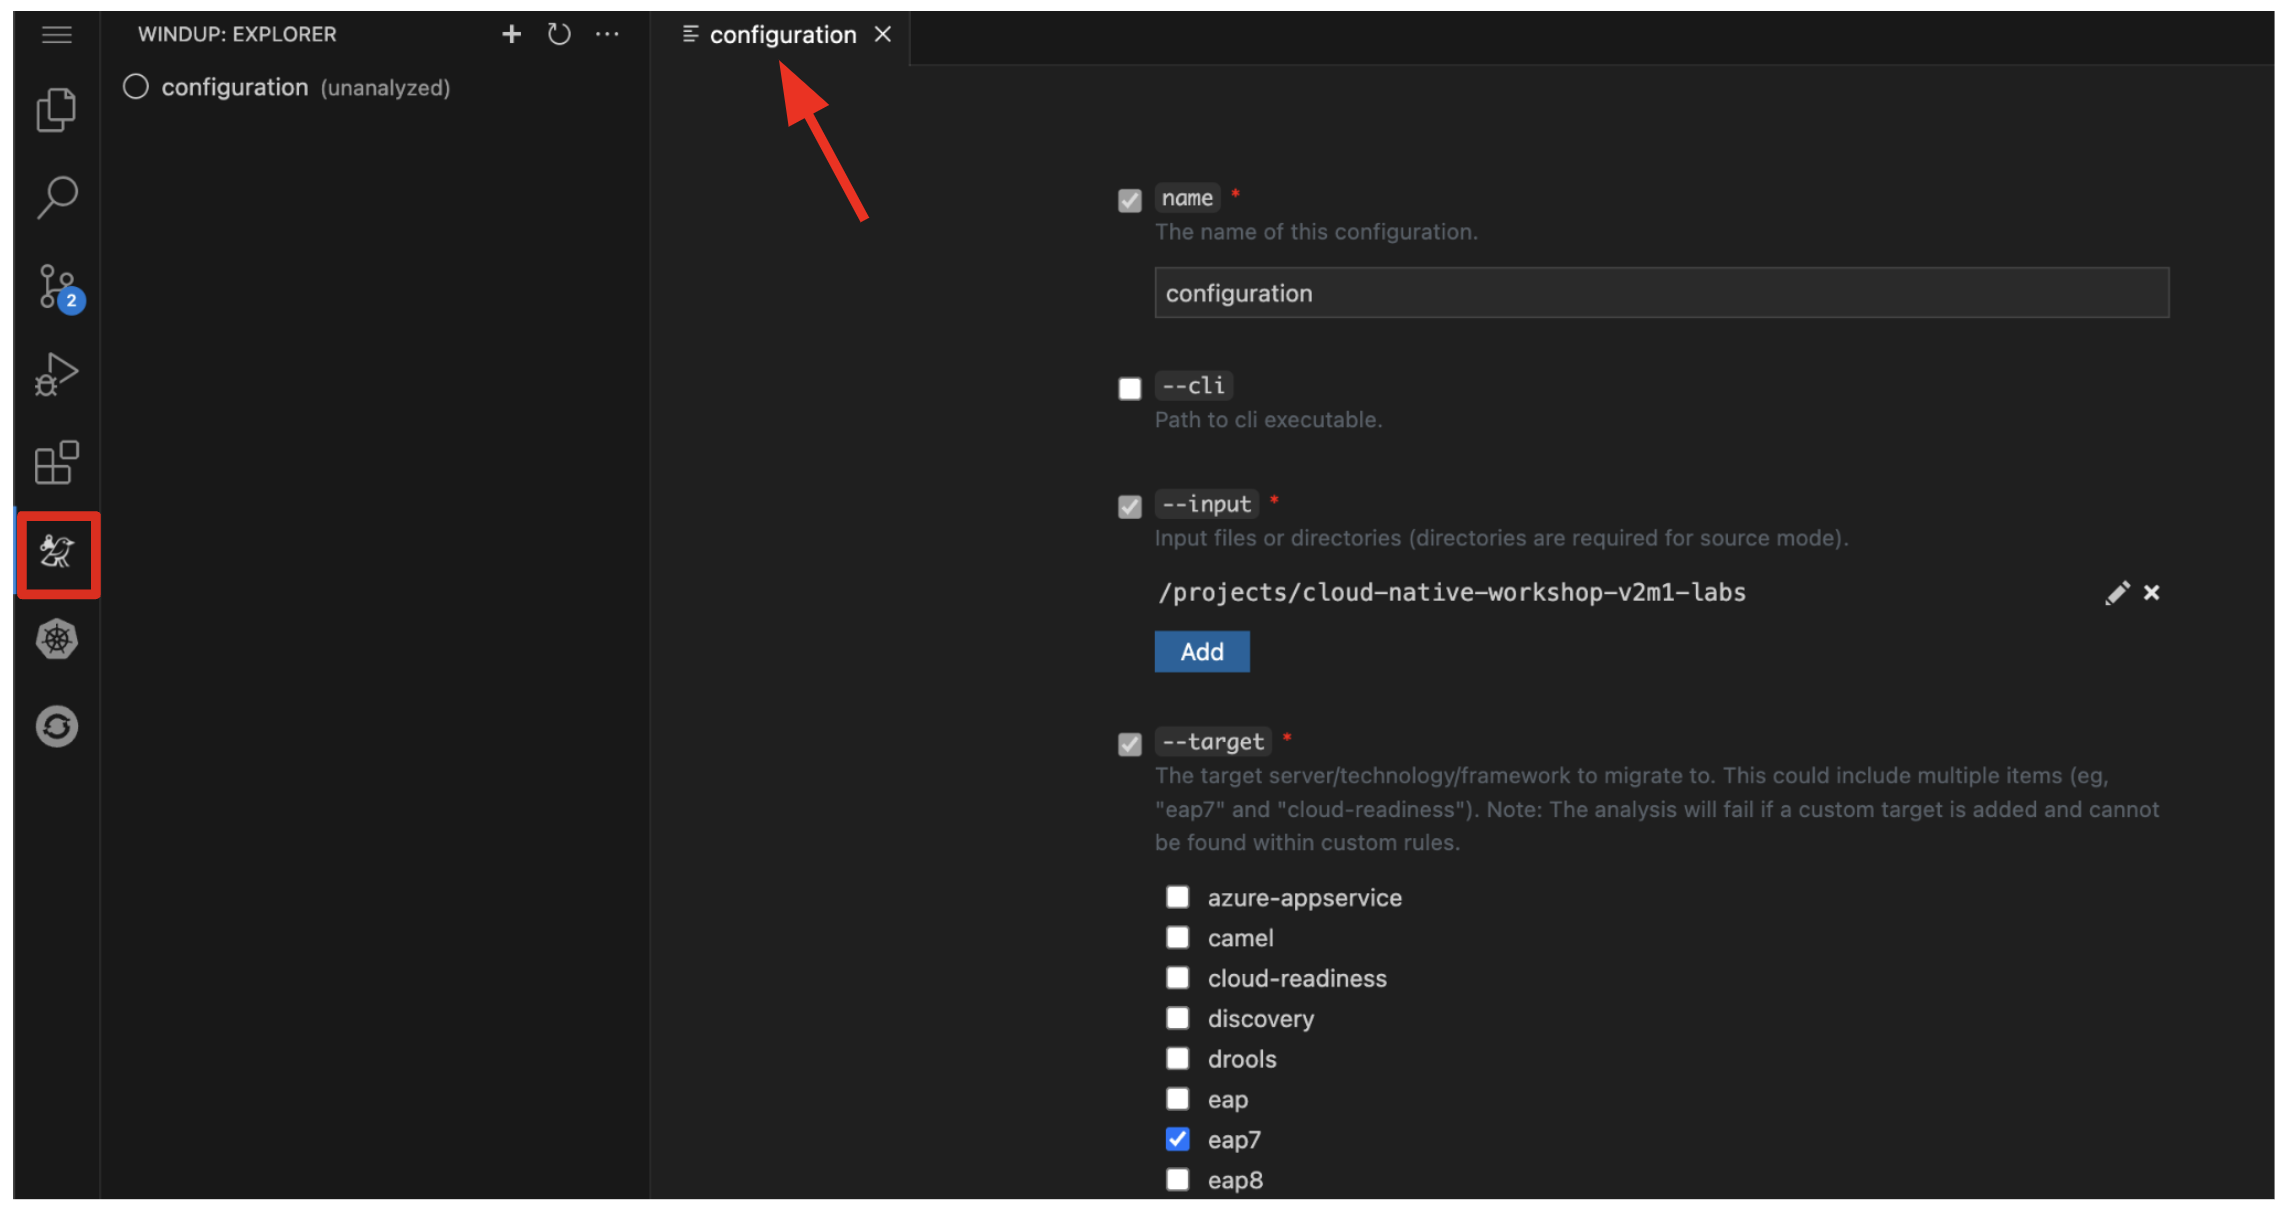 WINDUP: EXPLORER
configuration (unanalyzed)
2
configuration
name *
The name of this configuration.
configuration
--cli
Path to cli executable.
--input *
Input files or directories (directories are required for source mode).
/projects/cloud-native-workshop-v2m1-labs
Add
--target *
The target server/technology/framework to migrate to. This could include multiple items (eg,
"eap7" and "cloud-readiness"). Note: The analysis will fail if a custom target is added and cannot
be found within custom rules.
azure-appservice
camel
cloud-readiness
discovery
drools
eap
eap7
eap8